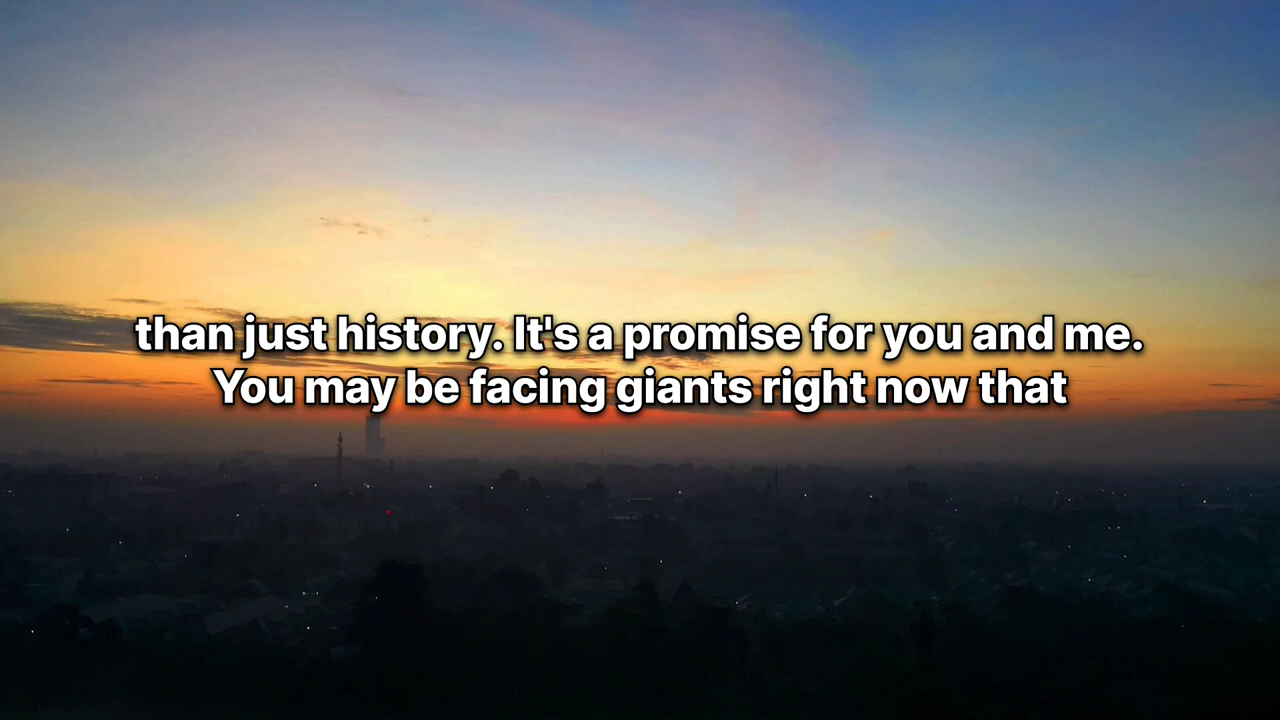 than just history. It's a promise for you and me.
You may be facing giants right now that